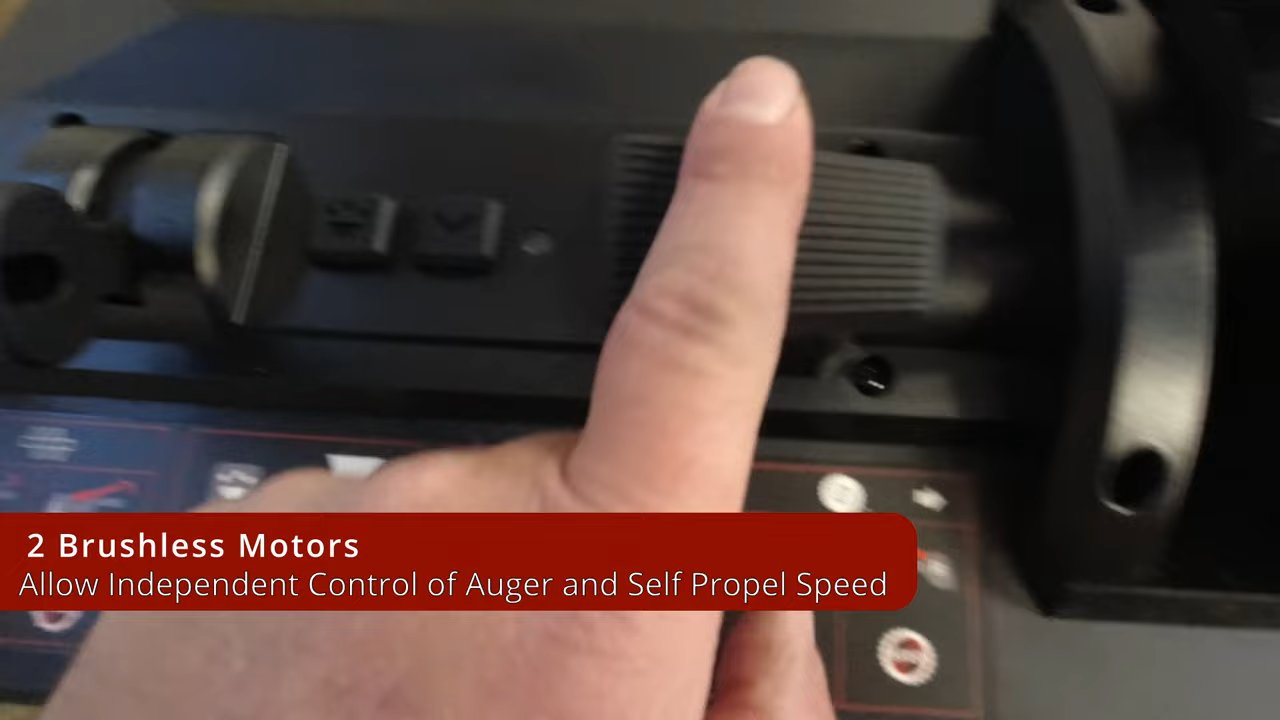 2 Brushless Motors
Allow Independent Control of Auger and Self Propel Speed